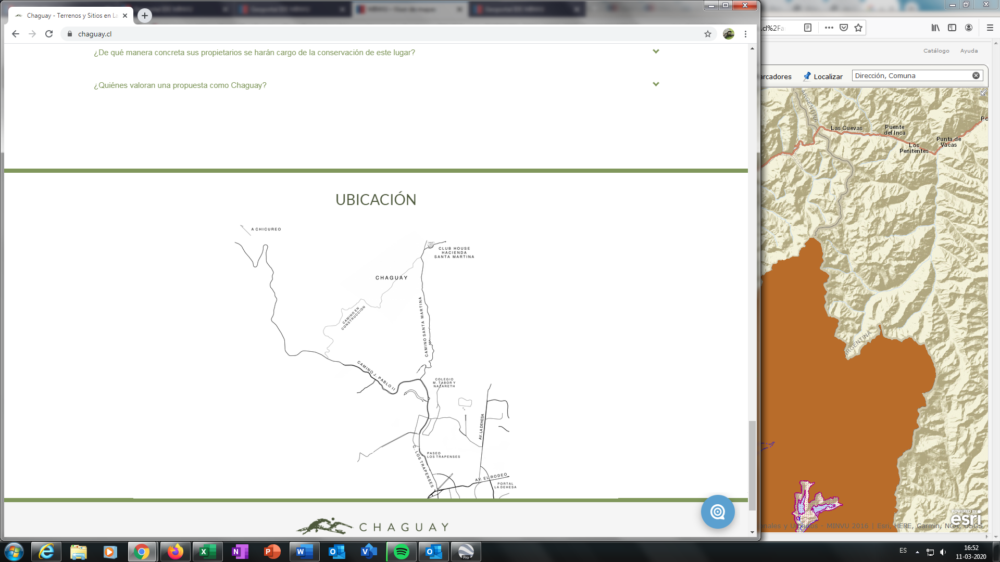 Chaguay - Terrenos y Sitios en La
chaguay.cl
¿De qué manera concreta sus propietarios se harán cargo de la conservación de este lugar?
¿Quiénes valoran una propuesta como Chaguay?
UBICACIÓN
A CHICUREO
CLUB HOUSE
HACIENDA
SANTA MARTINA
CHAGUAY
CAMINO EN
CONSTRUCCION
CAMINO SANTA MARTINA
CAMINO J. PABLO II
COLEGIO
M. TABOR Y
NAZARETH
AV. LA DEHESA
C. LOS TRAPENSES
PASEO
LOS TRAPENSES
AV. EL RODEO
PORTAL
LA DEHESA
CHAGUAY
.cl%2Fa
Catálogo
Ayuda
arcadores
Localizar
Dirección, Comuna
ARGENTINA
Las Cuevas
Puente
del Inca
Los
Penitentes
Punta de
Vacas
Po
ARGENTINA
POWERED BY
esri
nales y Urbanos - MINVU 2016 | Esri, HERE, Garmin, NGA, USGS
Pro
ES
16:52
11-03-2020